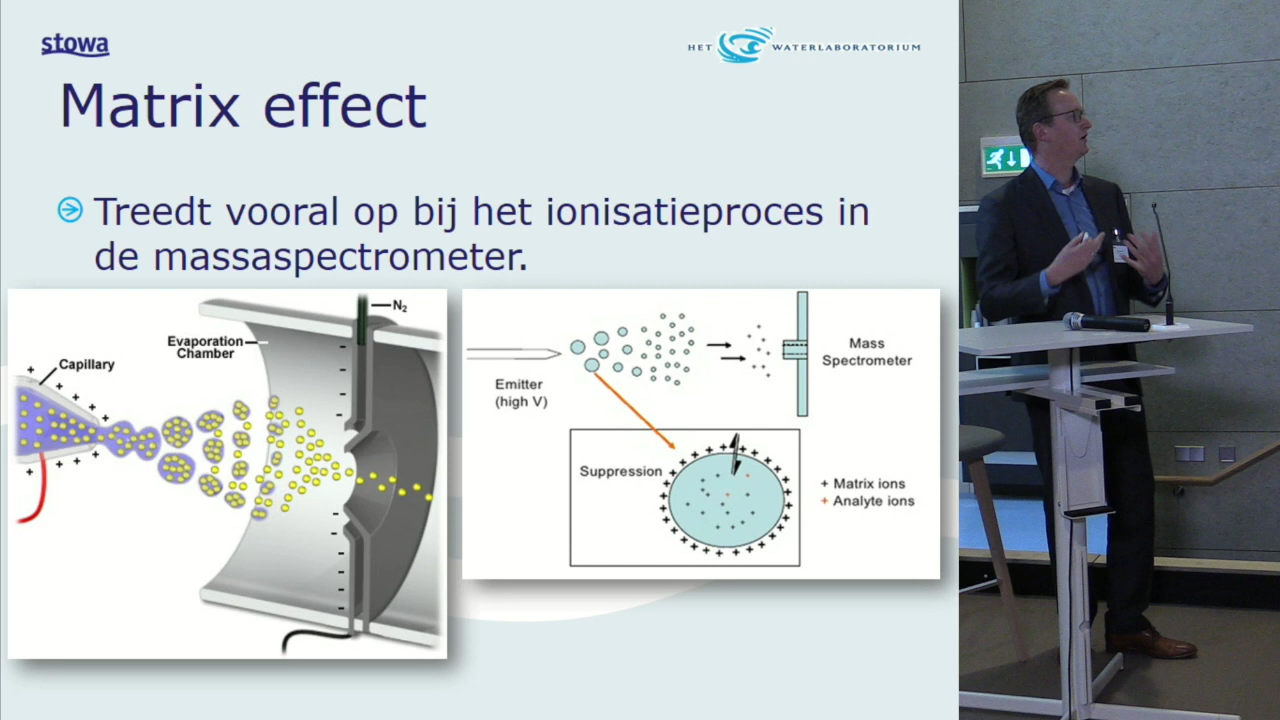 stowa
HET WATERLABORATORIUM
Matrix effect
Treedt vooral op bij het ionisatieproces in
de massaspectrometer.
N2
Evaporation
Chamber
Capillary
Emitter
(high V)
Mass
Spectrometer
Suppression
+ Matrix ions
+ Analyte ions